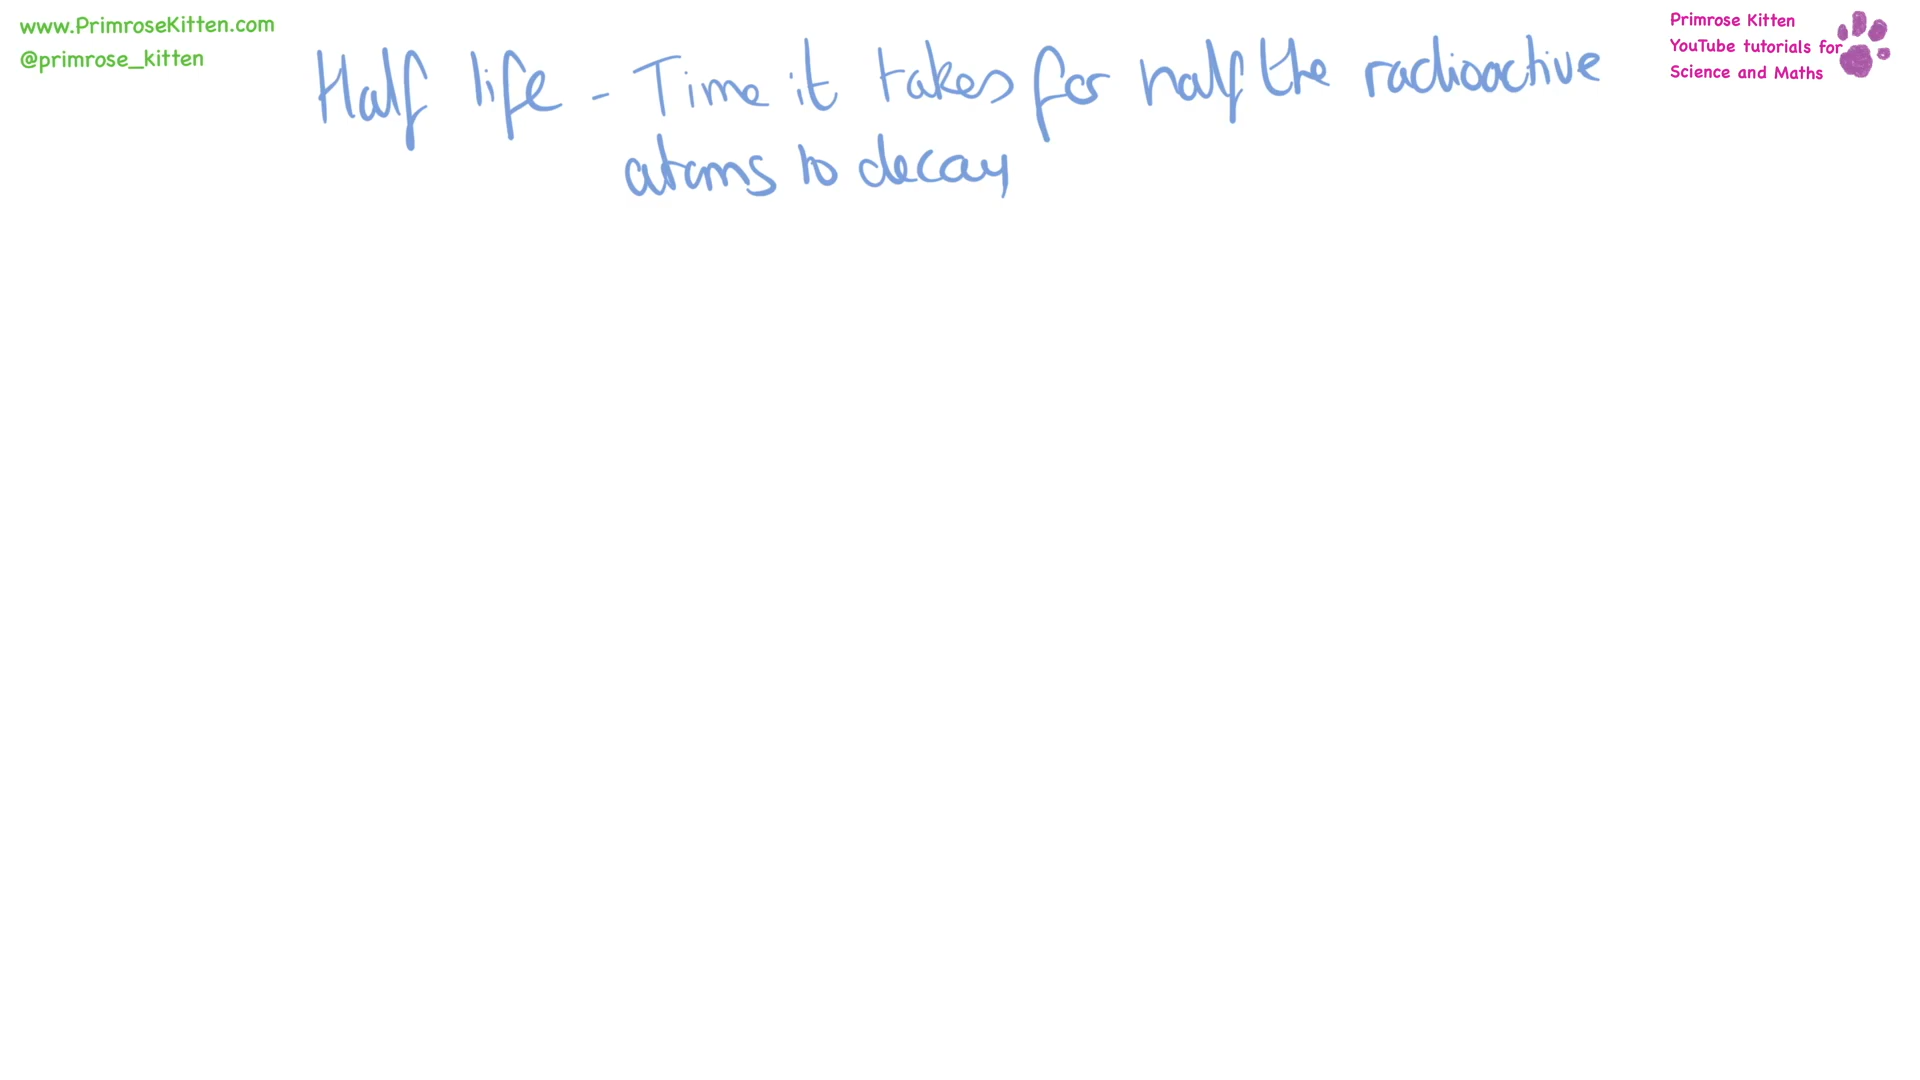 www.PrimroseKitten.com
@primrose_kitten
Primrose Kitten
YouTube tutorials for
Science and Maths
Half life - Time it takes for half the radioactive
atoms to decay